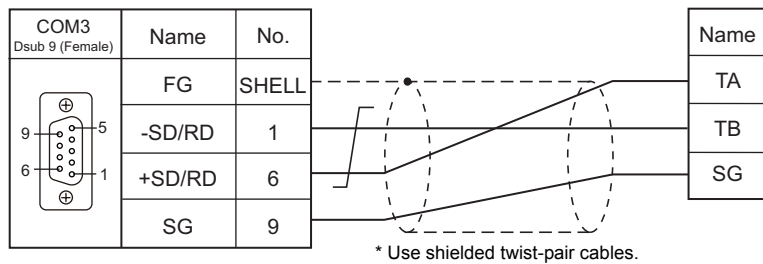 COM3
Dsub 9 (Female)
Name
No.
Name
FG
SHELL
TA
9
5
6
1
-SD/RD
1
TB
+SD/RD
6
SG
SG
9
* Use shielded twist-pair cables.